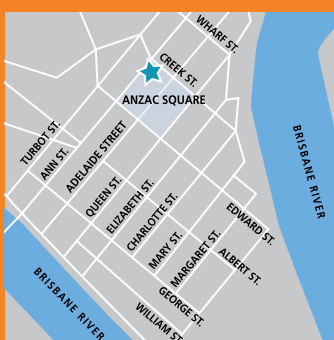 WHARF ST.
CREEK ST.
ANZAC SQUARE
TURBOT ST.
ANN ST.
ADELAIDE STREET
QUEEN ST.
ELIZABETH ST.
CHARLOTTE ST.
MARY ST.
MARGARET ST.
EDWARD ST.
ALBERT ST.
GEORGE ST.
WILLIAM ST.
BRISBANE RIVER
BRISBANE RIVER